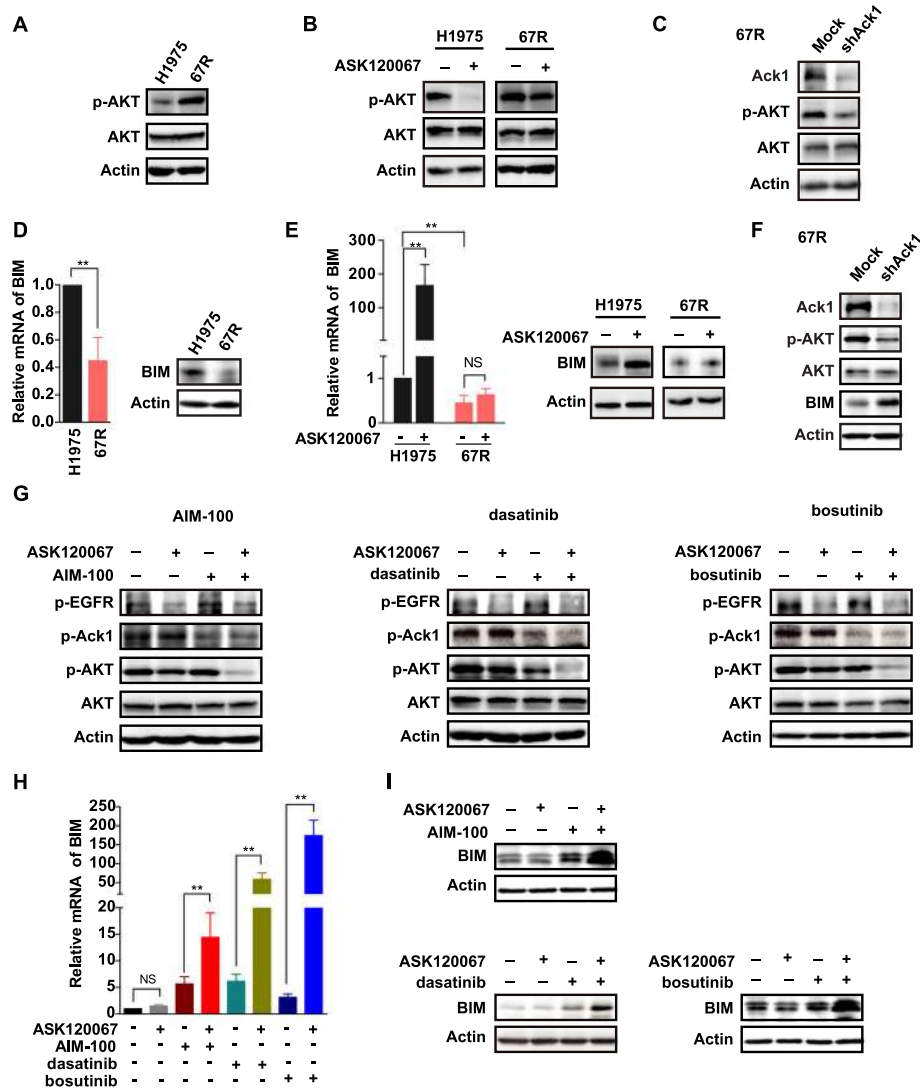 A
H1975
67R
p-AKT
AKT
Actin
B
H1975 67R
ASK120067 – + – +
p-AKT
AKT
Actin
C
67R
Mock
shAck1
Ack1
p-AKT
AKT
Actin
D
Relative mRNA of BIM
1.0
0.8
0.6
0.4
0.2
0.0
**
H1975
67R
H1975
67R
BIM
Actin
E
Relative mRNA of BIM
300
200
100
1
0
**
**
NS
ASK120067 - + - +
H1975 67R
H1975 67R
ASK120067 – + – +
BIM
Actin
F
67R
Mock
shAck1
Ack1
p-AKT
AKT
BIM
Actin
G
AIM-100
ASK120067 – + – +
AIM-100 – – + +
p-EGFR
p-Ack1
p-AKT
AKT
Actin
dasatinib
ASK120067 – + – +
dasatinib – – + +
p-EGFR
p-Ack1
p-AKT
AKT
Actin
bosutinib
ASK120067 – + – +
bosutinib – – + +
p-EGFR
p-Ack1
p-AKT
AKT
Actin
H
Relative mRNA of BIM
250
200
150
100
50
20
15
10
5
0
NS
**
**
**
ASK120067 - + - + - + - +
AIM-100 - - + + - - - -
dasatinib - - - - + + - -
bosutinib - - - - - - + +
I
ASK120067 – + – +
AIM-100 – – + +
BIM
Actin
ASK120067 – + – +
dasatinib – – + +
BIM
Actin
ASK120067 – + – +
bosutinib – – + +
BIM
Actin